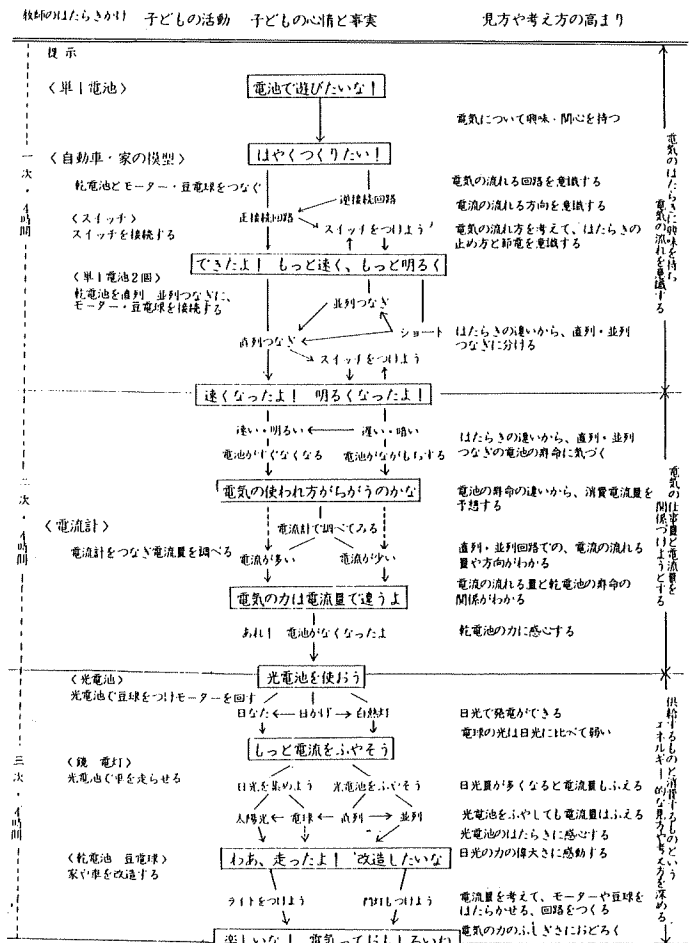 教師のはたらきかけ 子どもの活動 子どもの心情と事実 見方や考え方の高まり
提示
〈単1電池〉
電池で遊びたいな!
電気について興味・関心を持つ
一次・4時間
〈自動車・家の模型〉
はやくつくりたい!
乾電池とモーター・豆電球をつなぐ
電気の流れる回路を意識する
逆接続回路
電流の流れる方向を意識する
〈スイッチ〉
正接続回路
スイッチを接続する
スイッチをつけよう
電気の流れ方を考えて、はたらきの
止め方と節電を意識する
できたよ! もっと速く、もっと明るく
電気のはたらきに興味を持ち
電気の流れを意識する
〈単1電池2個〉
乾電池を直列 並列つなぎに、
モーター・豆電球を接続する
並列つなぎ
ショート
直列つなぎ
はたらきの違いから、直列・並列
つなぎに分ける
スイッチをつけよう
速くなったよ! 明るくなったよ!
速い・明るい
遅い・暗い
電池がすぐなくなる
電池がながもちする
はたらきの違いから、直列・並列
つなぎの電池の寿命に気づく
電気の使われ方がちがうのかな
電池の寿命の違いから、消費電流量を
予想する
二次・4時間
〈電流計〉
電流計で調べてみる
電流計をつなぎ電流量を調べる
電流が多い
電流が少い
直列・並列回路での、電流の流れる
量や方向がわかる
電気の力は電流量で違うよ
電流の流れる量と乾電池の寿命の
関係がわかる
電気の仕事量と電流量を
関係づけようとする
あれ! 電池がなくなったよ
乾電池の力に感心する
〈光電池〉
光電池を使おう
光電池で豆球をつけモーターを回す
日なた
日かげ
白熱灯
日光で発電ができる
電球の光は日光に比べて弱い
もっと電流をふやそう
三次・4時間
〈鏡 電灯〉
光電池で車を走らせる
日光を集めよう
光電池をふやそう
日光量が多くなると電流量もふえる
太陽光
電球
直列
並列
光電池をふやしても電流量はふえる
光電池のはたらきに感心する
〈乾電池 豆電球〉
家や車を改造する
わあ、走ったよ! 改造したいな
日光の力の偉大さに感動する
ライトをつけよう
門灯もつけよう
電流量を考えて、モーターや豆球を
はたらかせる、回路をつくる
電気の力のふしぎさにおどろく
供給するものと消費するものという
エネルギー的な見方や考え方を深める
楽しいな! 電気っておもしろいね